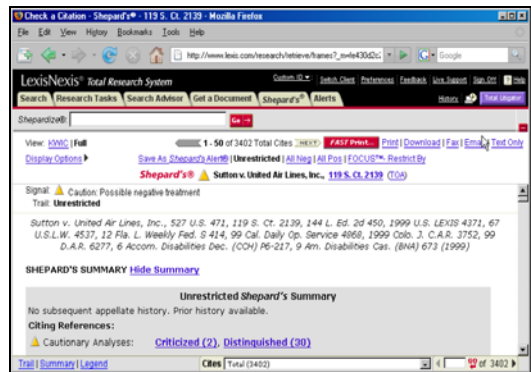 Check a Citation - Shepard's® - 119 S. Ct. 2139 - Mozilla Firefox
File Edit View History Bookmarks Tools Help
http://www.lexis.com/research/retrieve/frames?_m=fe430d2c Google
LexisNexis® Total Research System
Custom ID Switch Client Preferences Feedback Live Support Sign Off Help
Search Research Tasks Search Advisor Get a Document Shepard's® Alerts
History Total Litigator
Shepardize®: Go
View: KWIC | Full 1 - 50 of 3402 Total Cites NEXT FAST Print... Print | Download | Fax | Email Text Only
Display Options Save As Shepard's Alert® | Unrestricted | All Neg | All Pos | FOCUS™- Restrict By
Shepard's® Sutton v. United Air Lines, Inc., 119 S. Ct. 2139 (TOA)
Signal: Caution: Possible negative treatment
Trail: Unrestricted
Sutton v. United Air Lines, Inc., 527 U.S. 471, 119 S. Ct. 2139, 144 L. Ed. 2d 450, 1999 U.S. LEXIS 4371, 67
U.S.L.W. 4537, 12 Fla. L. Weekly Fed. S 414, 99 Cal. Daily Op. Service 4868, 1999 Colo. J. C.A.R. 3752, 99
D.A.R. 6277, 6 Accom. Disabilities Dec. (CCH) P6-217, 9 Am. Disabilities Cas. (BNA) 673 (1999)
SHEPARD'S SUMMARY Hide Summary
Unrestricted Shepard's Summary
No subsequent appellate history. Prior history available.
Citing References:
Cautionary Analyses: Criticized (2), Distinguished (30)
Trail | Summary | Legend Cites Total (3402) of 3402